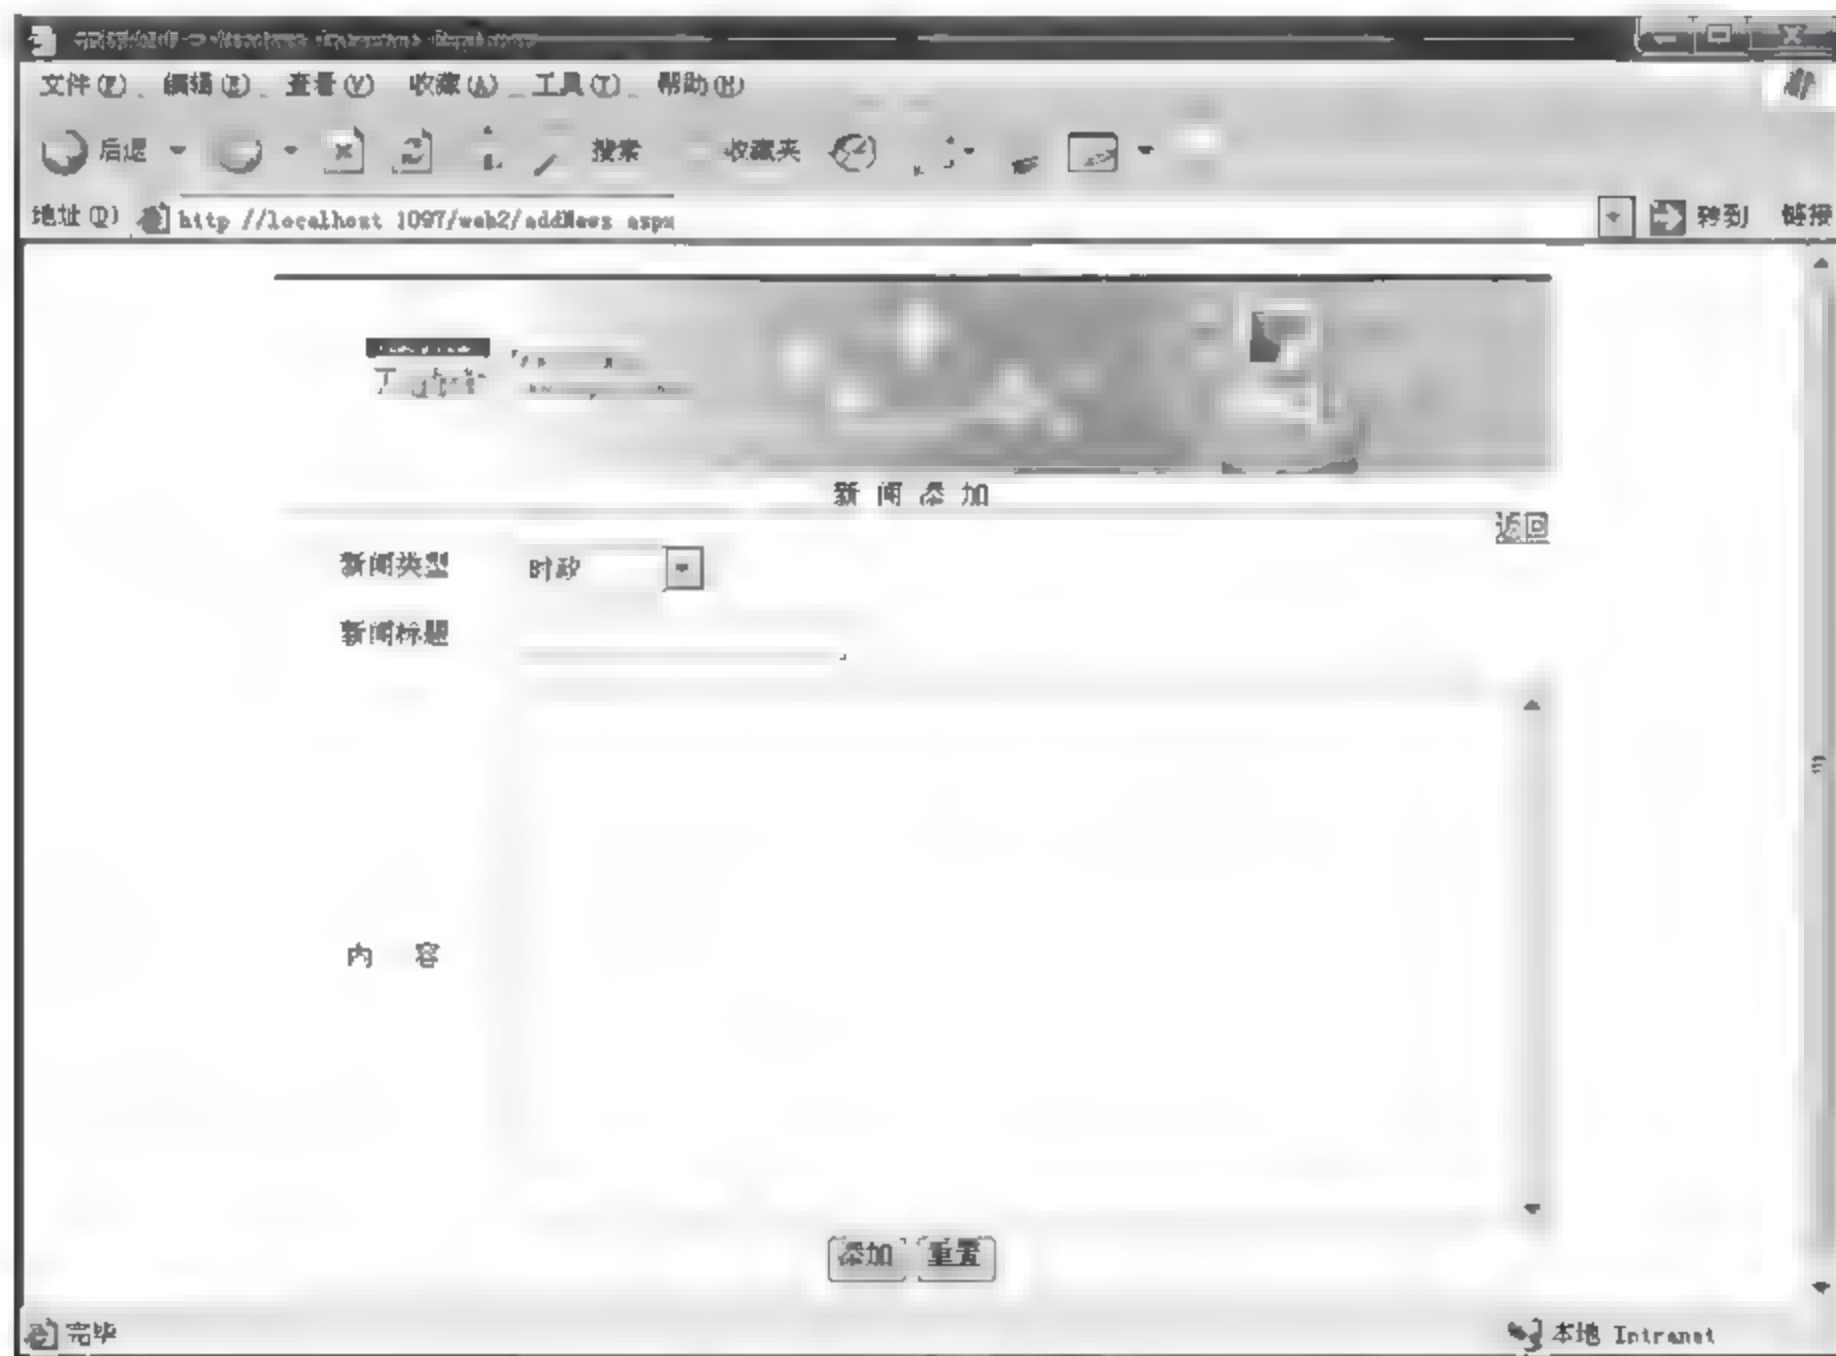 文件(F) 编辑(E) 查看(V) 收藏(A) 工具(T) 帮助(H)
后退 搜索 收藏夹
地址(D) http //localhost 1097/web2/addNews aspx 转到 链接
新 闻 添 加
返回
新闻类型 时政
新闻标题
内 容
添加 重置
完毕 本地 Intranet